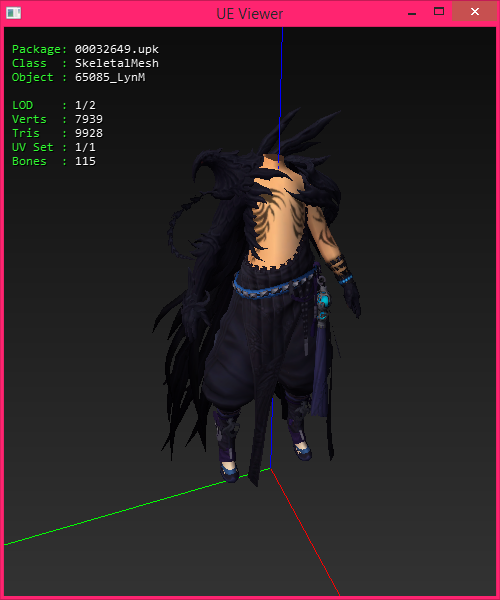 UE Viewer
Package: 00032649.upk
Class  : SkeletalMesh
Object : 65085_LynM
LOD    : 1/2
Verts  : 7939
Tris   : 9928
UV Set : 1/1
Bones  : 115